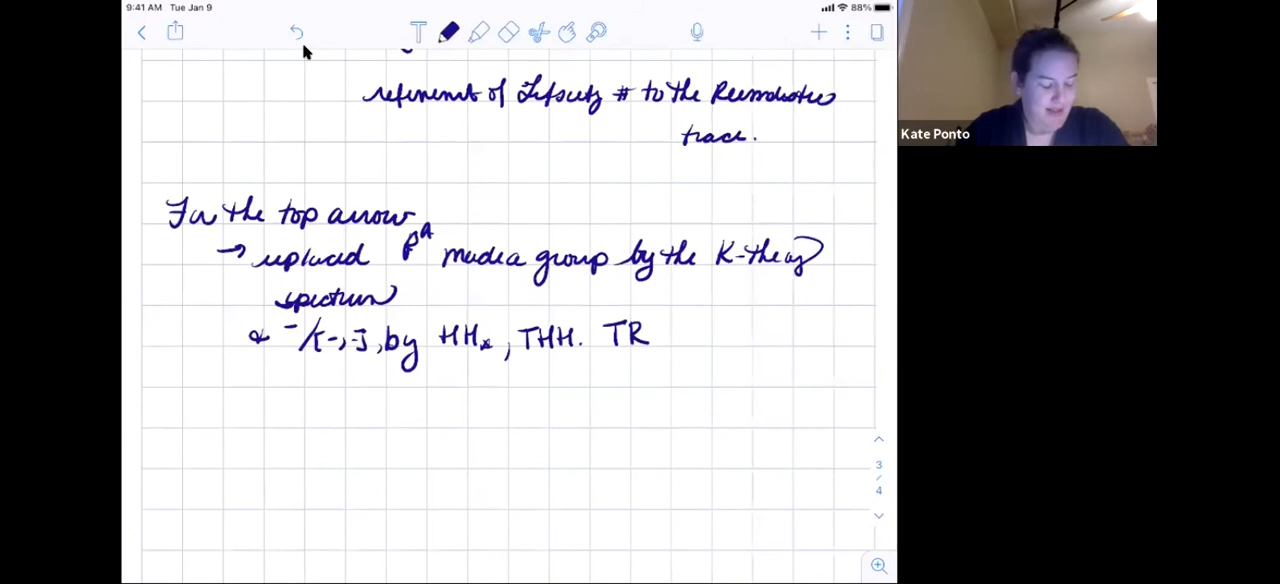 9:41 AM Tue Jan 9
88%
refinement of Lefschetz # to the Reidemeister
trace.
Kate Ponto
For the top arrow
→ replaced P^A made a group by the K-theory
spectrum
& -/[-,-], by HH*, THH. TR
3
/
4